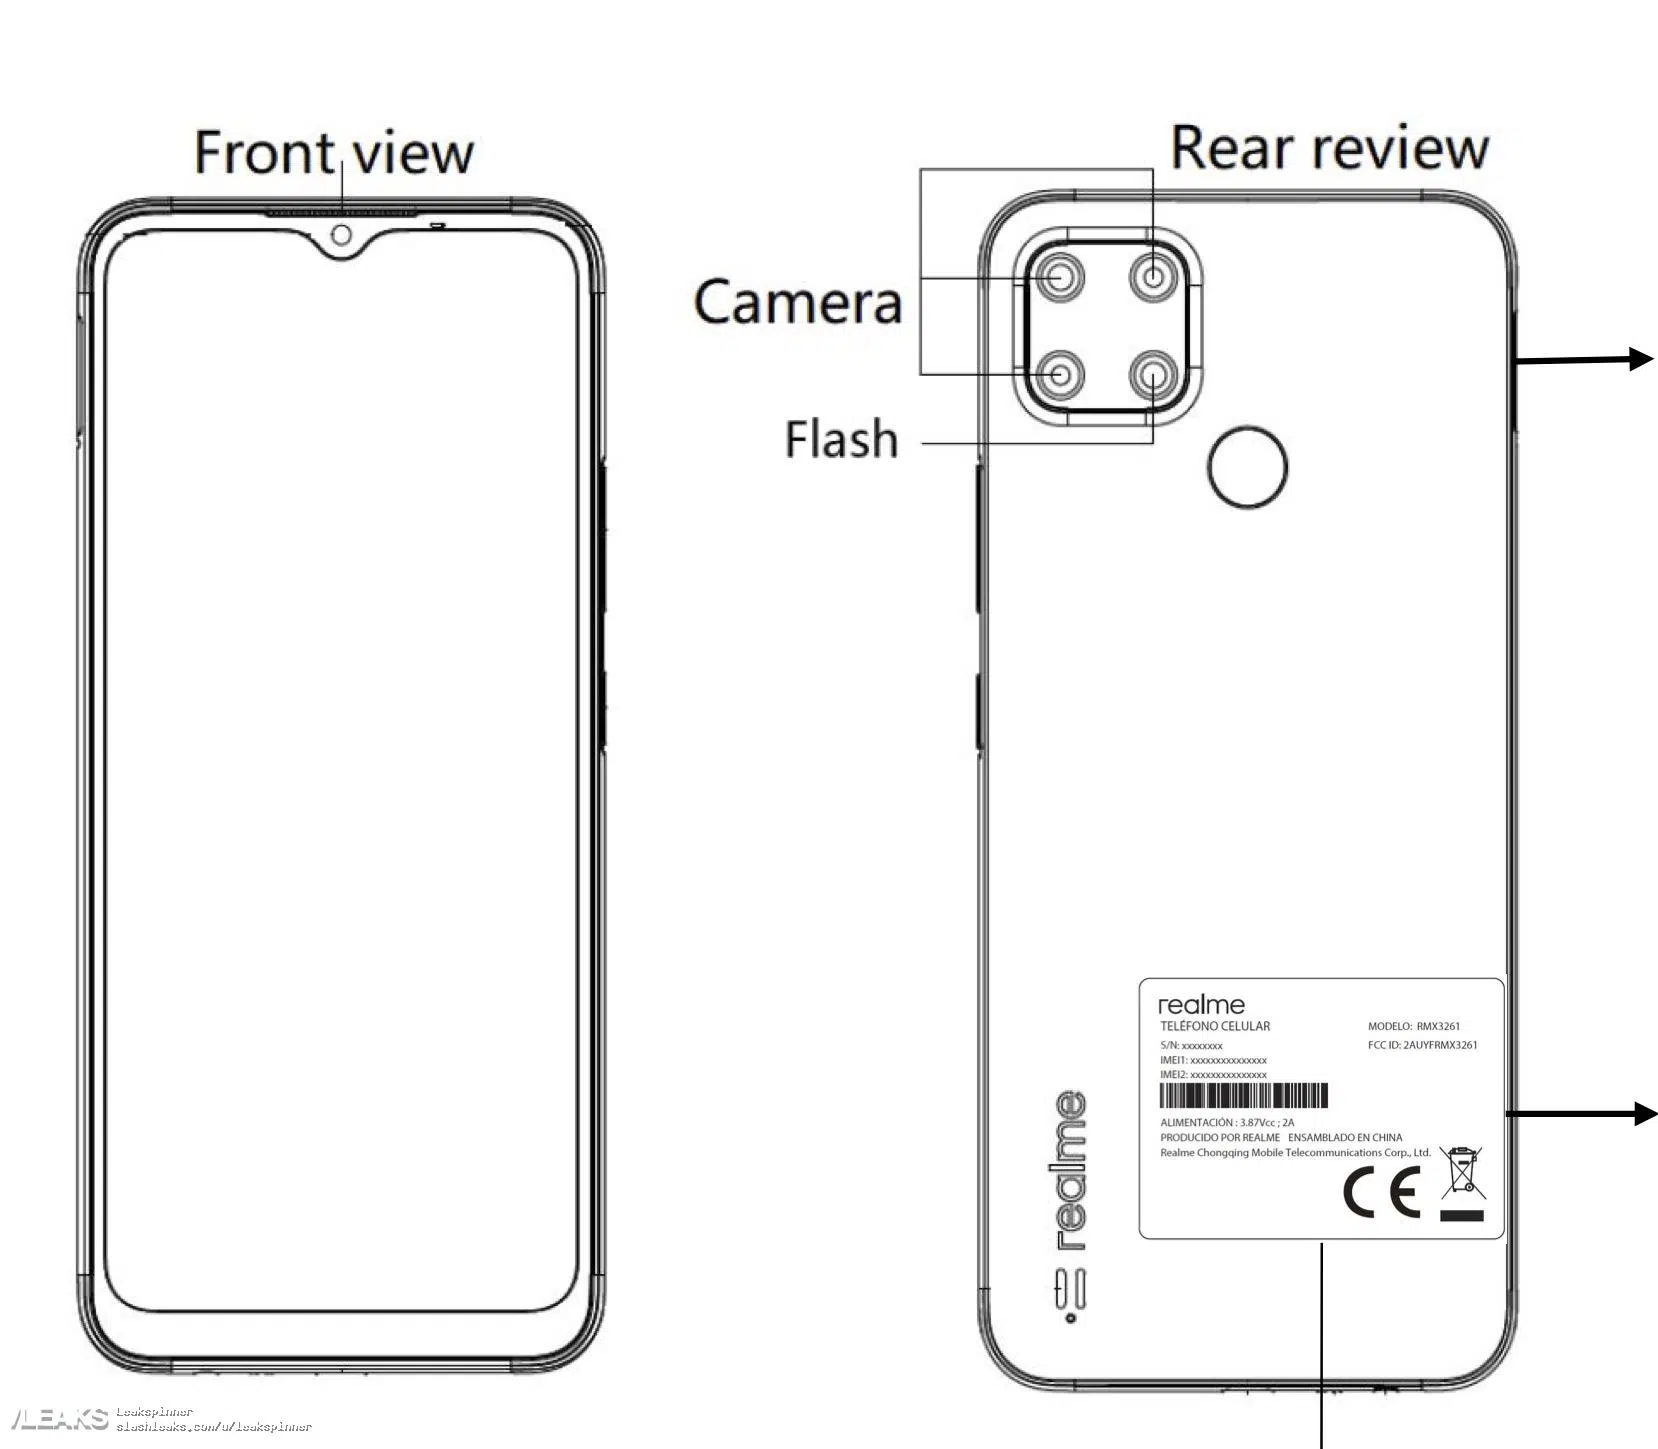 Front view
Rear review
Camera
Flash
realme
TELÉFONO CELULAR
MODELO: RMX3261
S/N: xxxxxxxx
FCC ID: 2AUYFRMX3261
IMEI1: xxxxxxxxxxxxxxx
IMEI2: xxxxxxxxxxxxxxx
ALIMENTACIÓN : 3.87Vcc ; 2A
PRODUCIDO POR REALME ENSAMBLADO EN CHINA
Realme Chongqing Mobile Telecommunications Corp., Ltd.
CE
realme
/LEAKS
Leakspinner
slashleaks.com/u/leakspinner